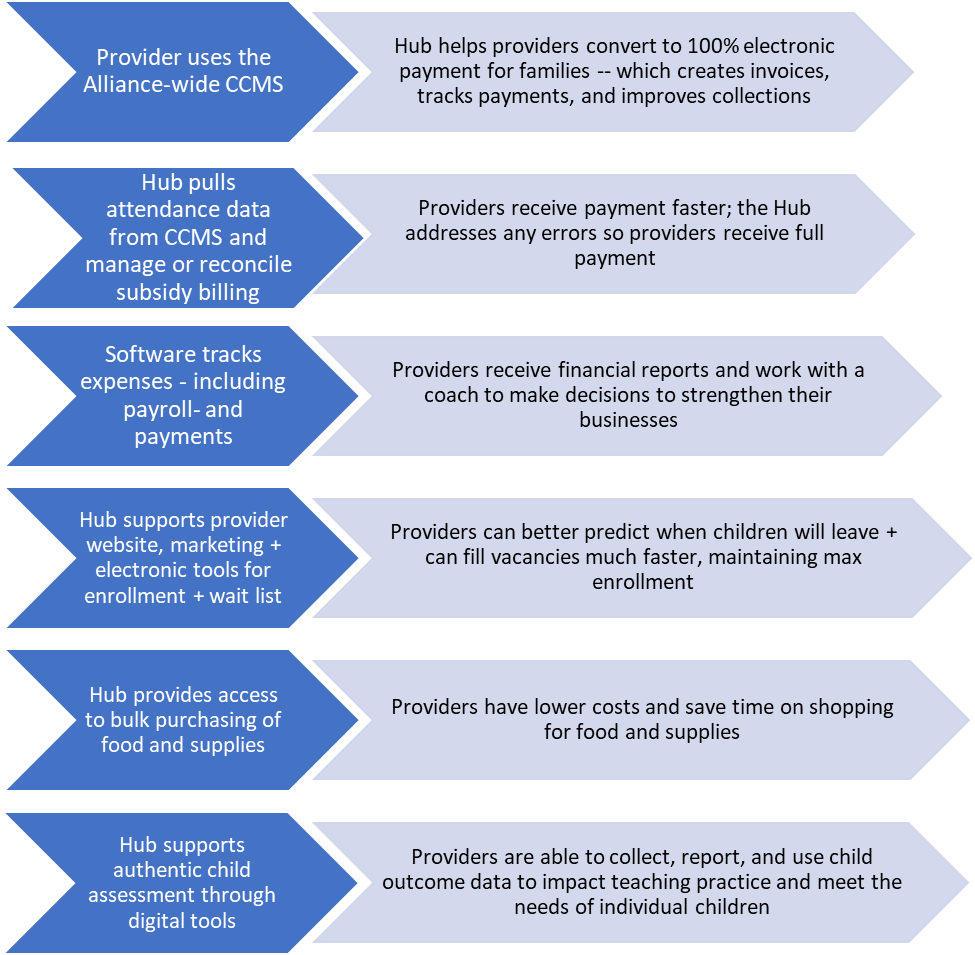 Provider uses the
Alliance-wide CCMS
Hub helps providers convert to 100% electronic
payment for families -- which creates invoices,
tracks payments, and improves collections
Hub pulls
attendance data
from CCMS and
manage or reconcile
subsidy billing
Providers receive payment faster; the Hub
addresses any errors so providers receive full
payment
Software tracks
expenses - including
payroll- and
payments
Providers receive financial reports and work with a
coach to make decisions to strengthen their
businesses
Hub supports provider
website, marketing +
electronic tools for
enrollment + wait list
Providers can better predict when children will leave +
can fill vacancies much faster, maintaining max
enrollment
Hub provides access
to bulk purchasing of
food and supplies
Providers have lower costs and save time on shopping
for food and supplies
Hub supports
authentic child
assessment through
digital tools
Providers are able to collect, report, and use child
outcome data to impact teaching practice and meet the
needs of individual children